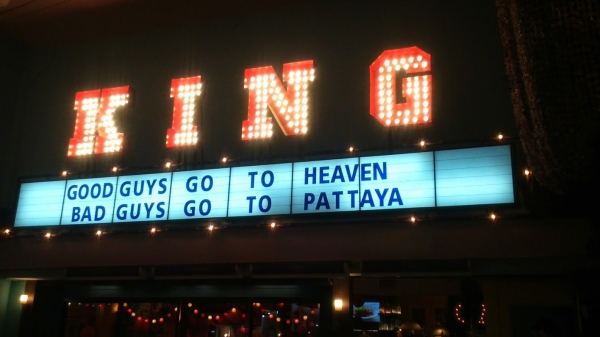 KING
GOOD GUYS GO TO HEAVEN
BAD GUYS GO TO PATTAYA